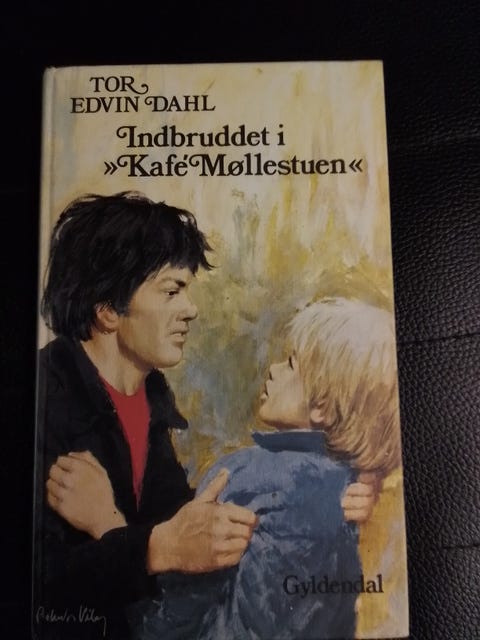 TOR
EDVIN DAHL
Indbruddet i
»Kafé Møllestuen«
Gyldendal